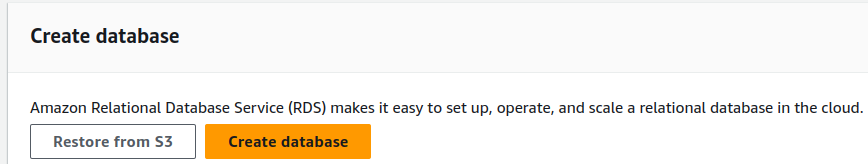 Create database
Amazon Relational Database Service (RDS) makes it easy to set up, operate, and scale a relational database in the cloud.
Restore from S3
Create database